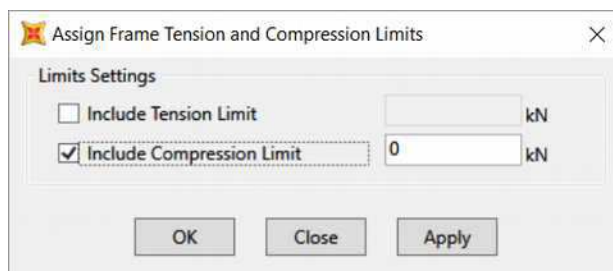 Assign Frame Tension and Compression Limits
Limits Settings
Include Tension Limit kN
Include Compression Limit 0 kN
OK Close Apply